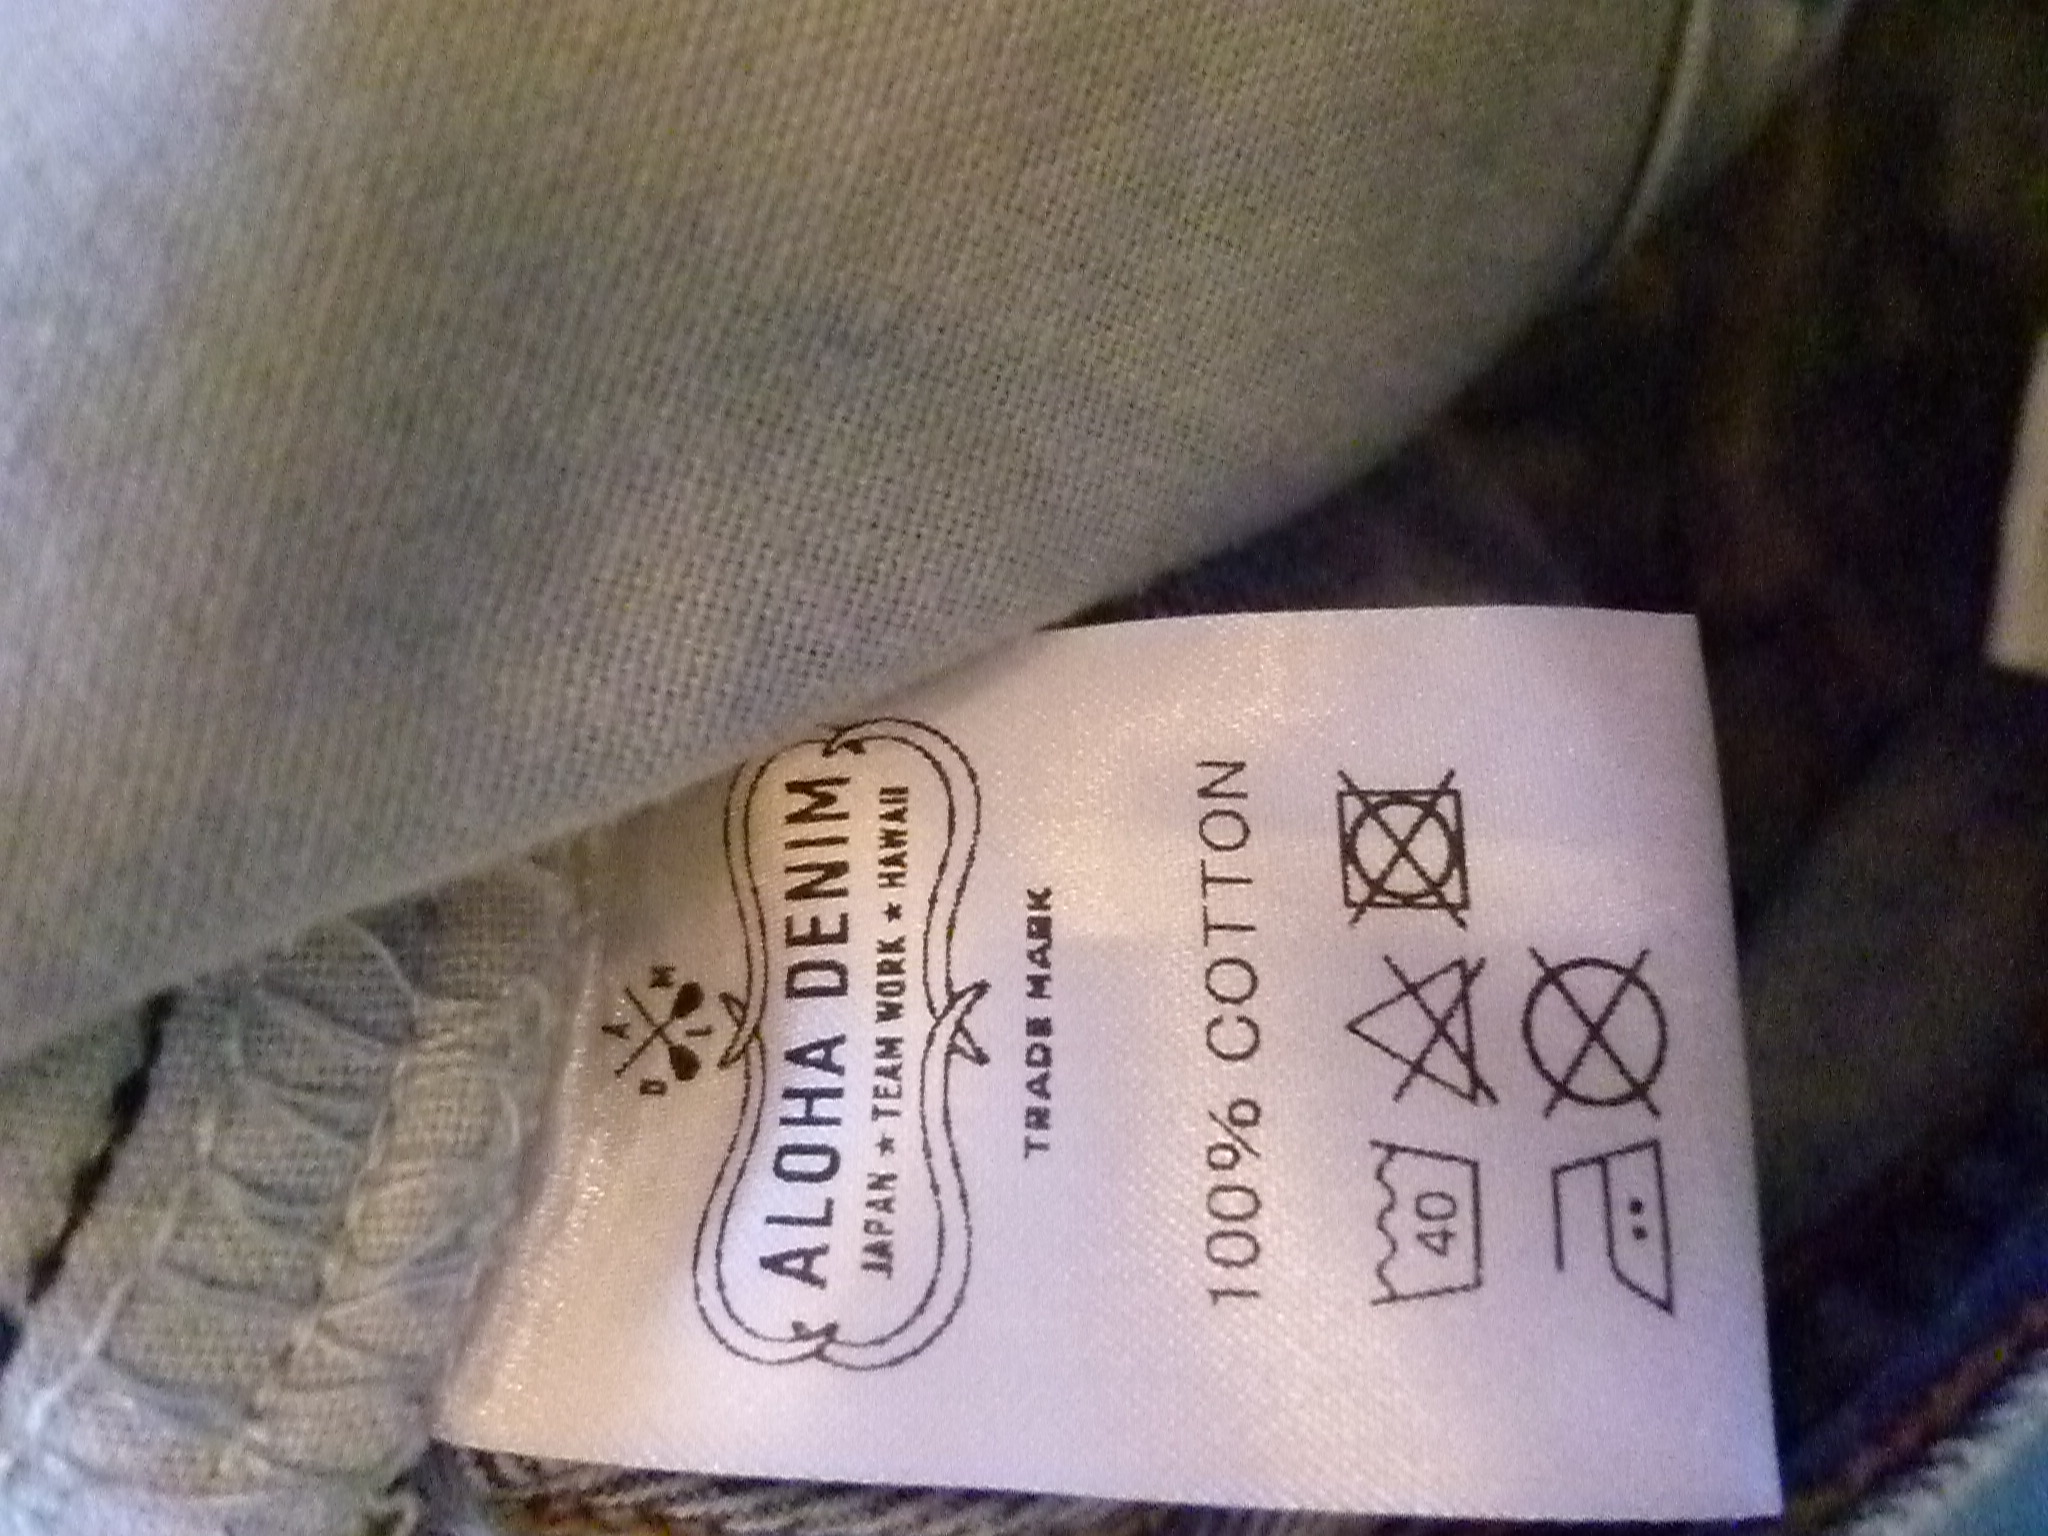 A
D M
L
ALOHA DENIM
JAPAN ★ TEAM WORK ★ HAWAII
TRADE MARK
100% COTTON
40